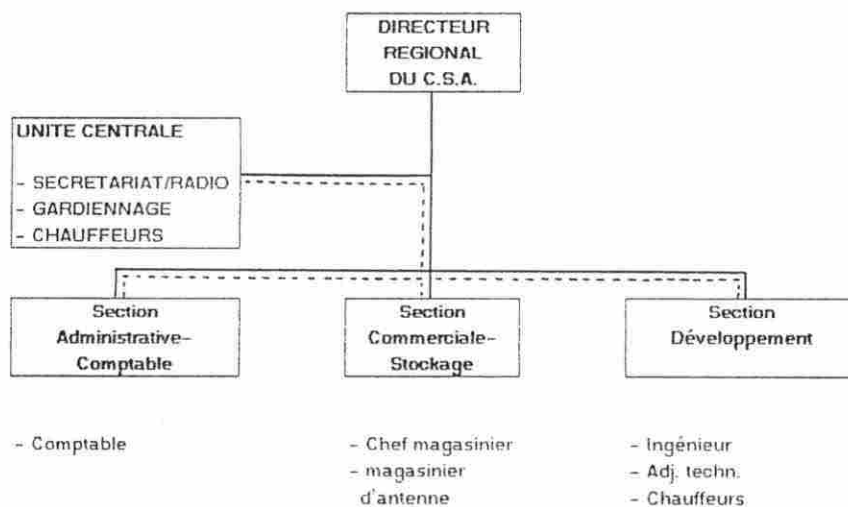 DIRECTEUR
REGIONAL
DU C.S.A.
UNITE CENTRALE
- SECRETARIAT/RADIO
- GARDIENNAGE
- CHAUFFEURS
Section
Administrative-
Comptable
Section
Commerciale-
Stockage
Section
Développement
- Comptable
- Chef magasinier
- magasinier
d'antenne
- Ingénieur
- Adj. techn.
- Chauffeurs